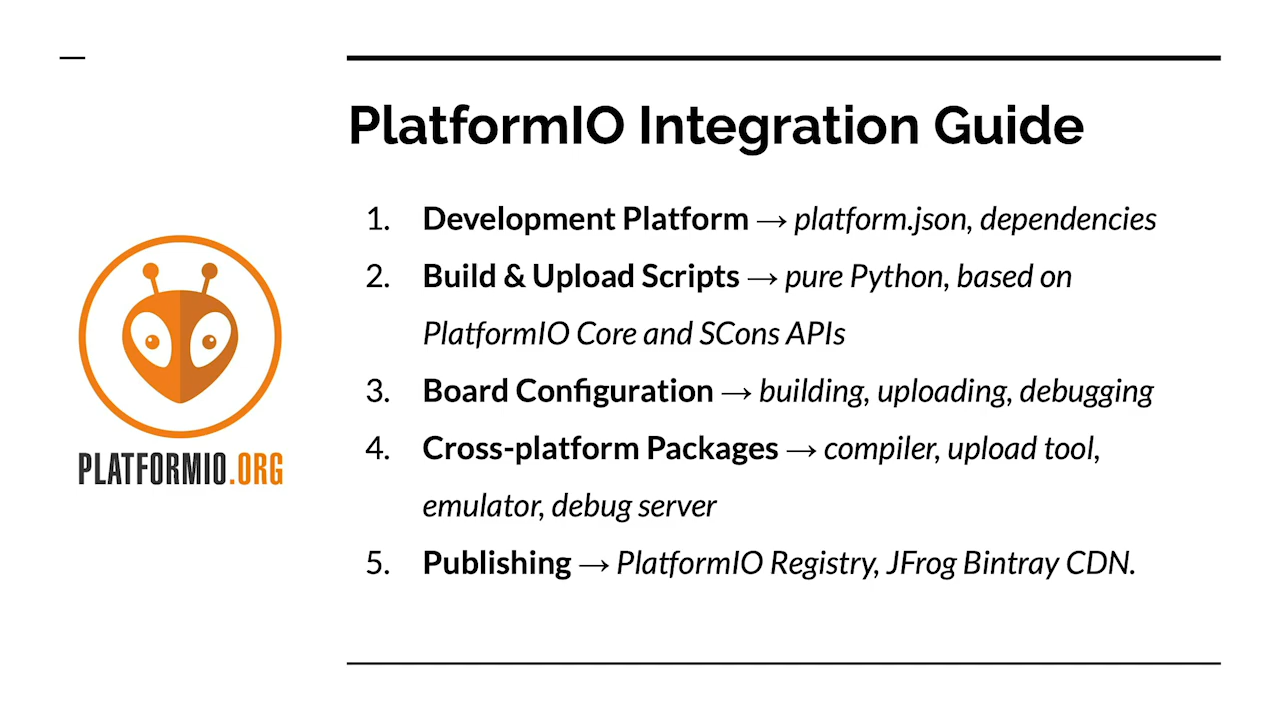 PlatformIO Integration Guide
1. Development Platform → platform.json, dependencies
2. Build & Upload Scripts → pure Python, based on
PlatformIO Core and SCons APIs
3. Board Configuration → building, uploading, debugging
4. Cross-platform Packages → compiler, upload tool,
emulator, debug server
5. Publishing → PlatformIO Registry, JFrog Bintray CDN.
PLATFORMIO.ORG